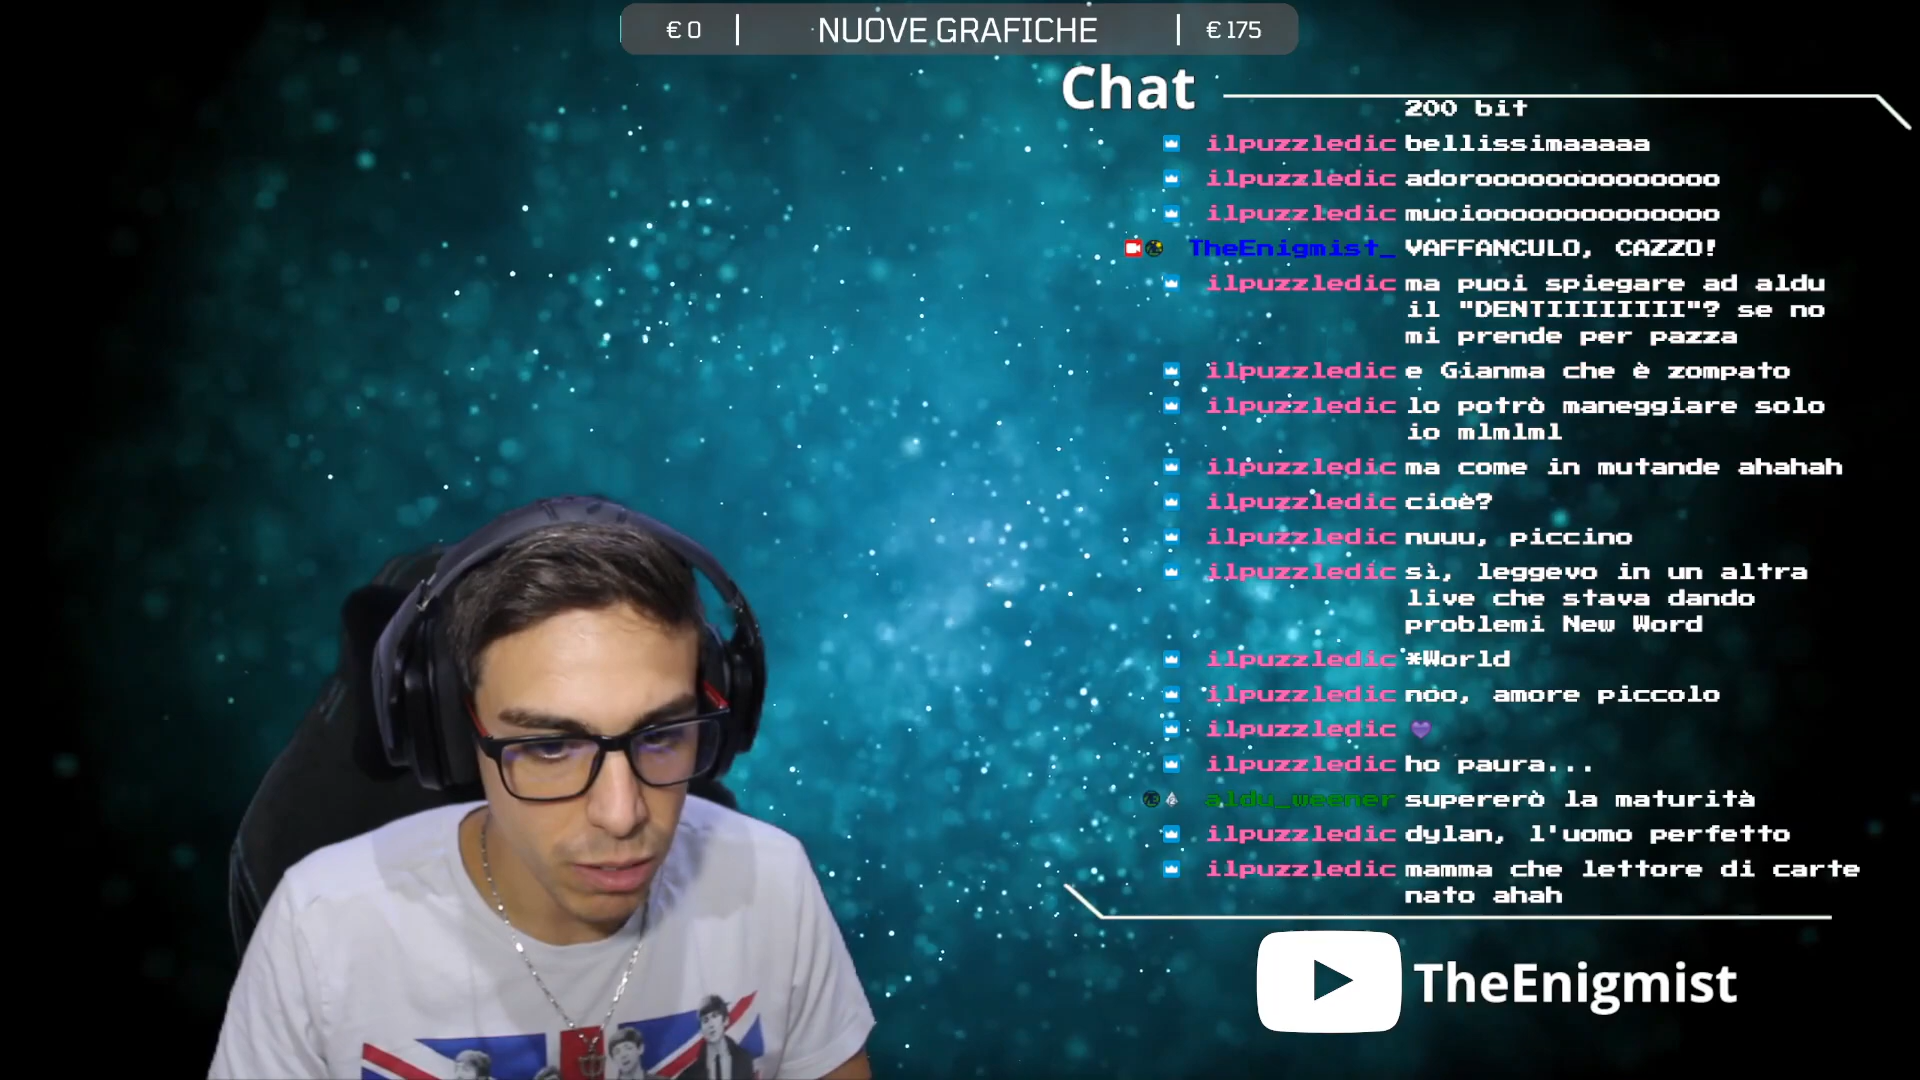 € 0 | NUOVE GRAFICHE | € 175
Chat
200 bit
ilpuzzledic bellissimaaaaa
ilpuzzledic adoroooooooooooooo
ilpuzzledic muoioooooooooooooo
TheEnigmist_ VAFFANCULO, CAZZO!
ilpuzzledic ma puoi spiegare ad aldu
il "DENTIIIIIIIII"? se no
mi prende per pazza
ilpuzzledic e Gianma che è zompato
ilpuzzledic lo potrò maneggiare solo
io mlmlml
ilpuzzledic ma come in mutande ahahah
ilpuzzledic cioè?
ilpuzzledic nuuu, piccino
ilpuzzledic sì, leggevo in un altra
live che stava dando
problemi New Word
ilpuzzledic *World
ilpuzzledic noo, amore piccolo
ilpuzzledic 💜
ilpuzzledic ho paura...
aldu_weener supererò la maturità
ilpuzzledic dylan, l'uomo perfetto
ilpuzzledic mamma che lettore di carte
nato ahah
TheEnigmist